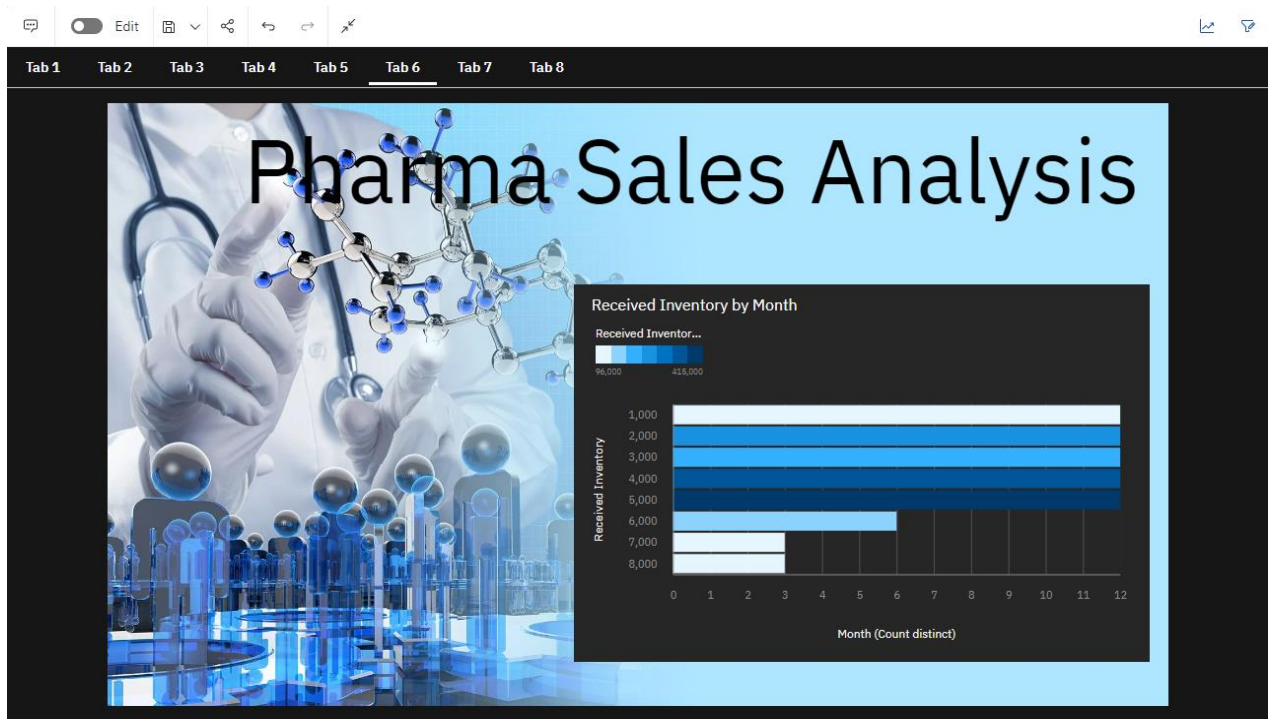 Edit
Tab 1 Tab 2 Tab 3 Tab 4 Tab 5 Tab 6 Tab 7 Tab 8
Pharma Sales Analysis
Received Inventory by Month
Received Inventor...
96,000 415,000
Received Inventory
1,000
2,000
3,000
4,000
5,000
6,000
7,000
8,000
0 1 2 3 4 5 6 7 8 9 10 11 12
Month (Count distinct)